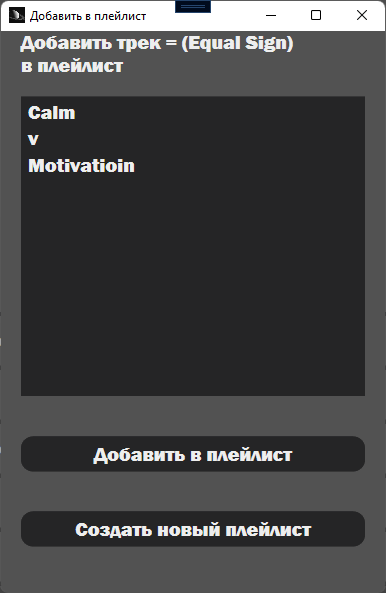 Добавить в плейлист
Добавить трек = (Equal Sign)
в плейлист
Calm
v
Motivatioin
Добавить в плейлист
Создать новый плейлист